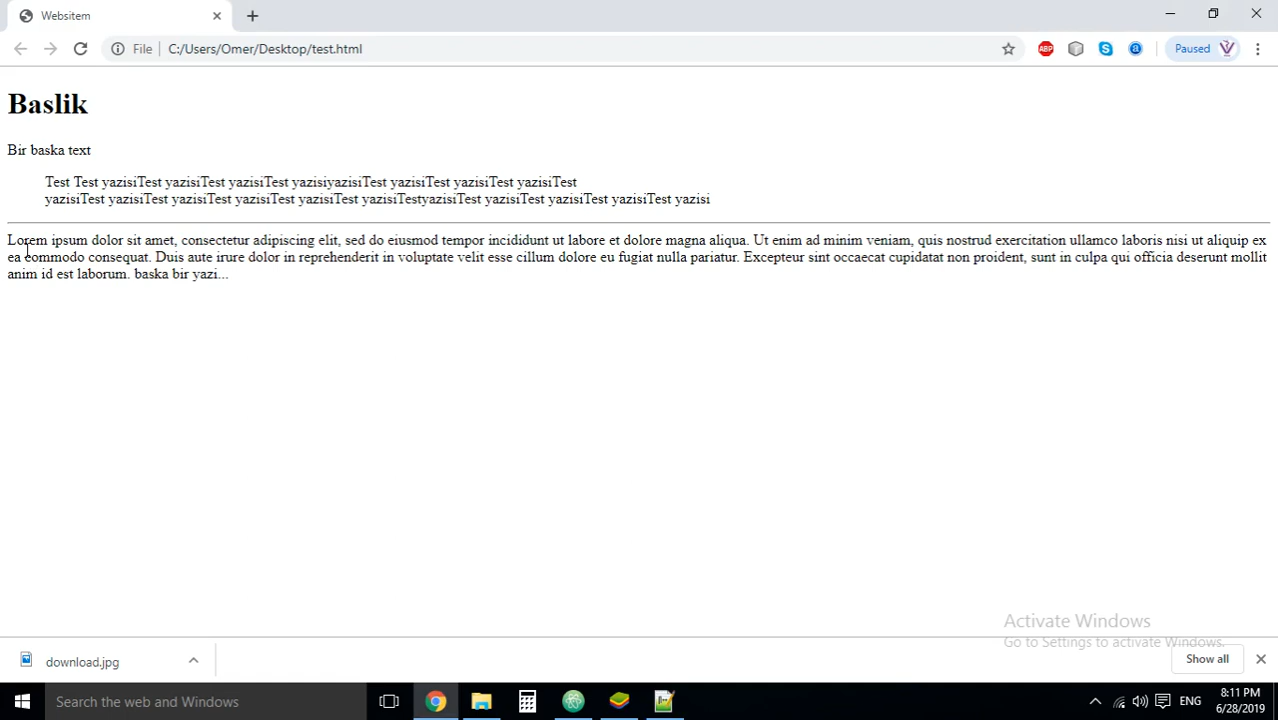 Websitem
File
C:/Users/Omer/Desktop/test.html
ABP
Paused
Baslik
Bir baska text
Test Test yazisiTest yazisiTest yazisiTest yazisiyazisiTest yazisiTest yazisiTest yazisiTest
yazisiTest yazisiTest yazisiTest yazisiTest yazisiTest yazisiTestyazisiTest yazisiTest yazisiTest yazisiTest yazisi
Lorem ipsum dolor sit amet, consectetur adipiscing elit, sed do eiusmod tempor incididunt ut labore et dolore magna aliqua. Ut enim ad minim veniam, quis nostrud exercitation ullamco laboris nisi ut aliquip ex
ea commodo consequat. Duis aute irure dolor in reprehenderit in voluptate velit esse cillum dolore eu fugiat nulla pariatur. Excepteur sint occaecat cupidatat non proident, sunt in culpa qui officia deserunt mollit
anim id est laborum. baska bir yazi...
Activate Windows
Go to Settings to activate Windows.
download.jpg
Show all
Search the web and Windows
ENG
8:11 PM
6/28/2019